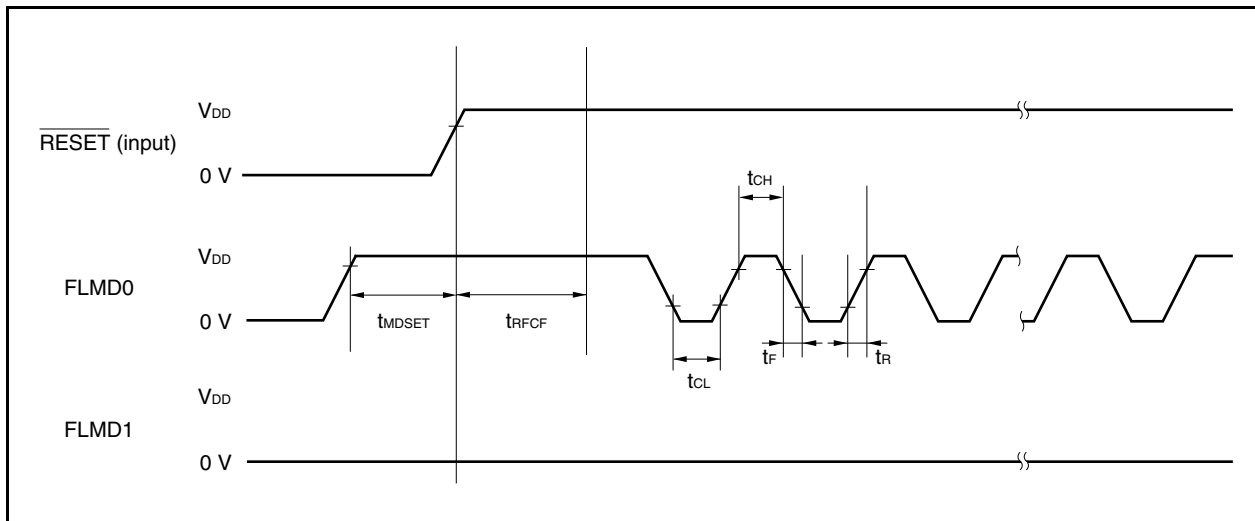 VDD
RESET (input)
0 V
tCH
VDD
FLMD0
0 V
tMDSET
tRFCF
tF
tR
tCL
VDD
FLMD1
0 V